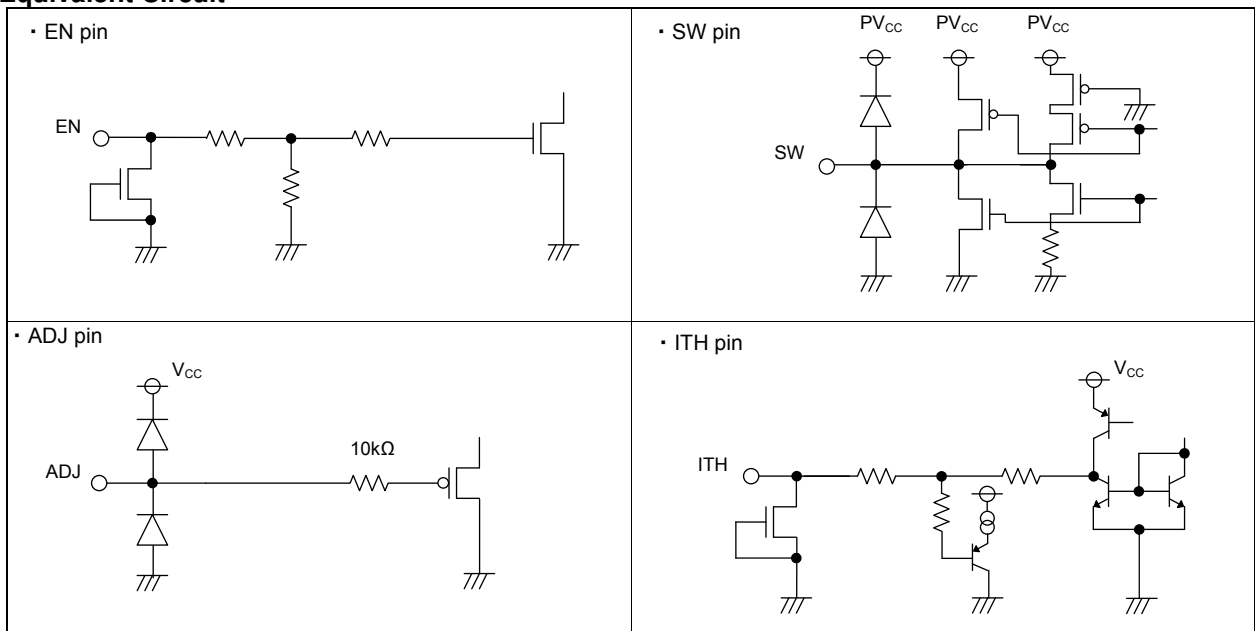 Equivalent Circuit
・EN pin
EN
・SW pin
PVCC PVCC PVCC
SW
・ADJ pin
VCC
10kΩ
ADJ
・ITH pin
VCC
ITH